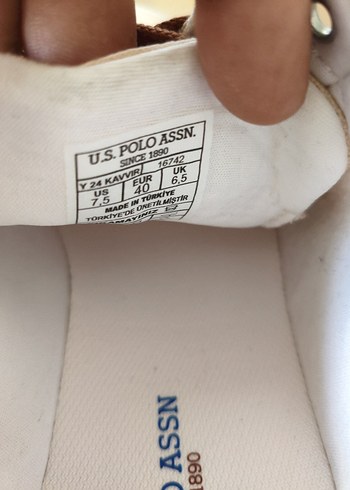 U.S. POLO ASSN.
SINCE 1890
Y 24 KAVVIR 16742
US EUR UK
7,5 40 6,5
MADE IN TÜRKİYE
TÜRKİYE'DE ÜRETİLMİŞTİR
ASSN
1890